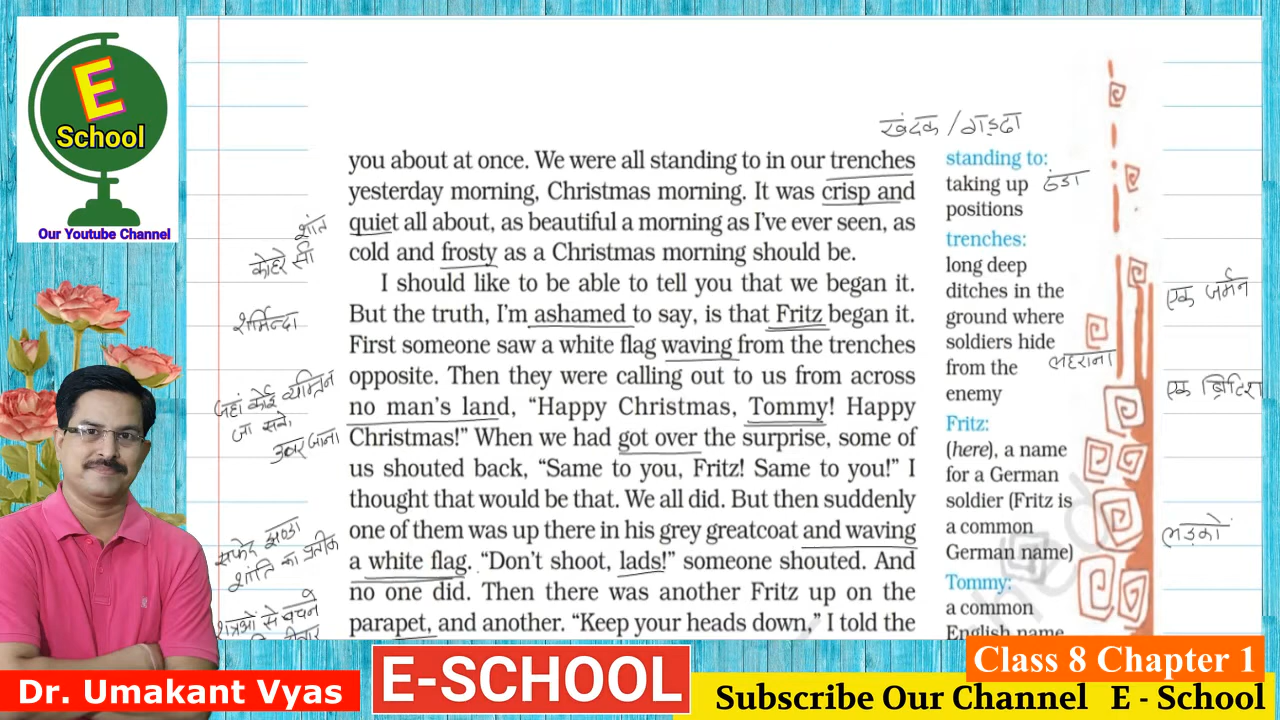 E
School
Our Youtube Channel
खंदक / गड्ढा
you about at once. We were all standing to in our trenches
yesterday morning, Christmas morning. It was crisp and
quiet all about, as beautiful a morning as I've ever seen, as
cold and frosty as a Christmas morning should be.
I should like to be able to tell you that we began it.
But the truth, I'm ashamed to say, is that Fritz began it.
First someone saw a white flag waving from the trenches
opposite. Then they were calling out to us from across
no man's land, “Happy Christmas, Tommy! Happy
Christmas!” When we had got over the surprise, some of
us shouted back, “Same to you, Fritz! Same to you!” I
thought that would be that. We all did. But then suddenly
one of them was up there in his grey greatcoat and waving
a white flag. “Don't shoot, lads!” someone shouted. And
no one did. Then there was another Fritz up on the
parapet, and another. “Keep your heads down,” I told the
शांत
कोहरे सी
शर्मिन्दा
जहां कोई व्यक्ति न
जा सके,
उबर जाना
सफेद झण्डा
शांति का प्रतीक
शत्रुओं से बचने
standing to:
taking up ठंडा
positions
trenches:
long deep
ditches in the
ground where
soldiers hide
from the लहराना
enemy
Fritz:
(here), a name
for a German
soldier (Fritz is
a common
German name)
Tommy:
a common
English name
एक जर्मन
एक ब्रिटिश
लड़कों
Class 8 Chapter 1
Dr. Umakant Vyas
E-SCHOOL
Subscribe Our Channel E - School